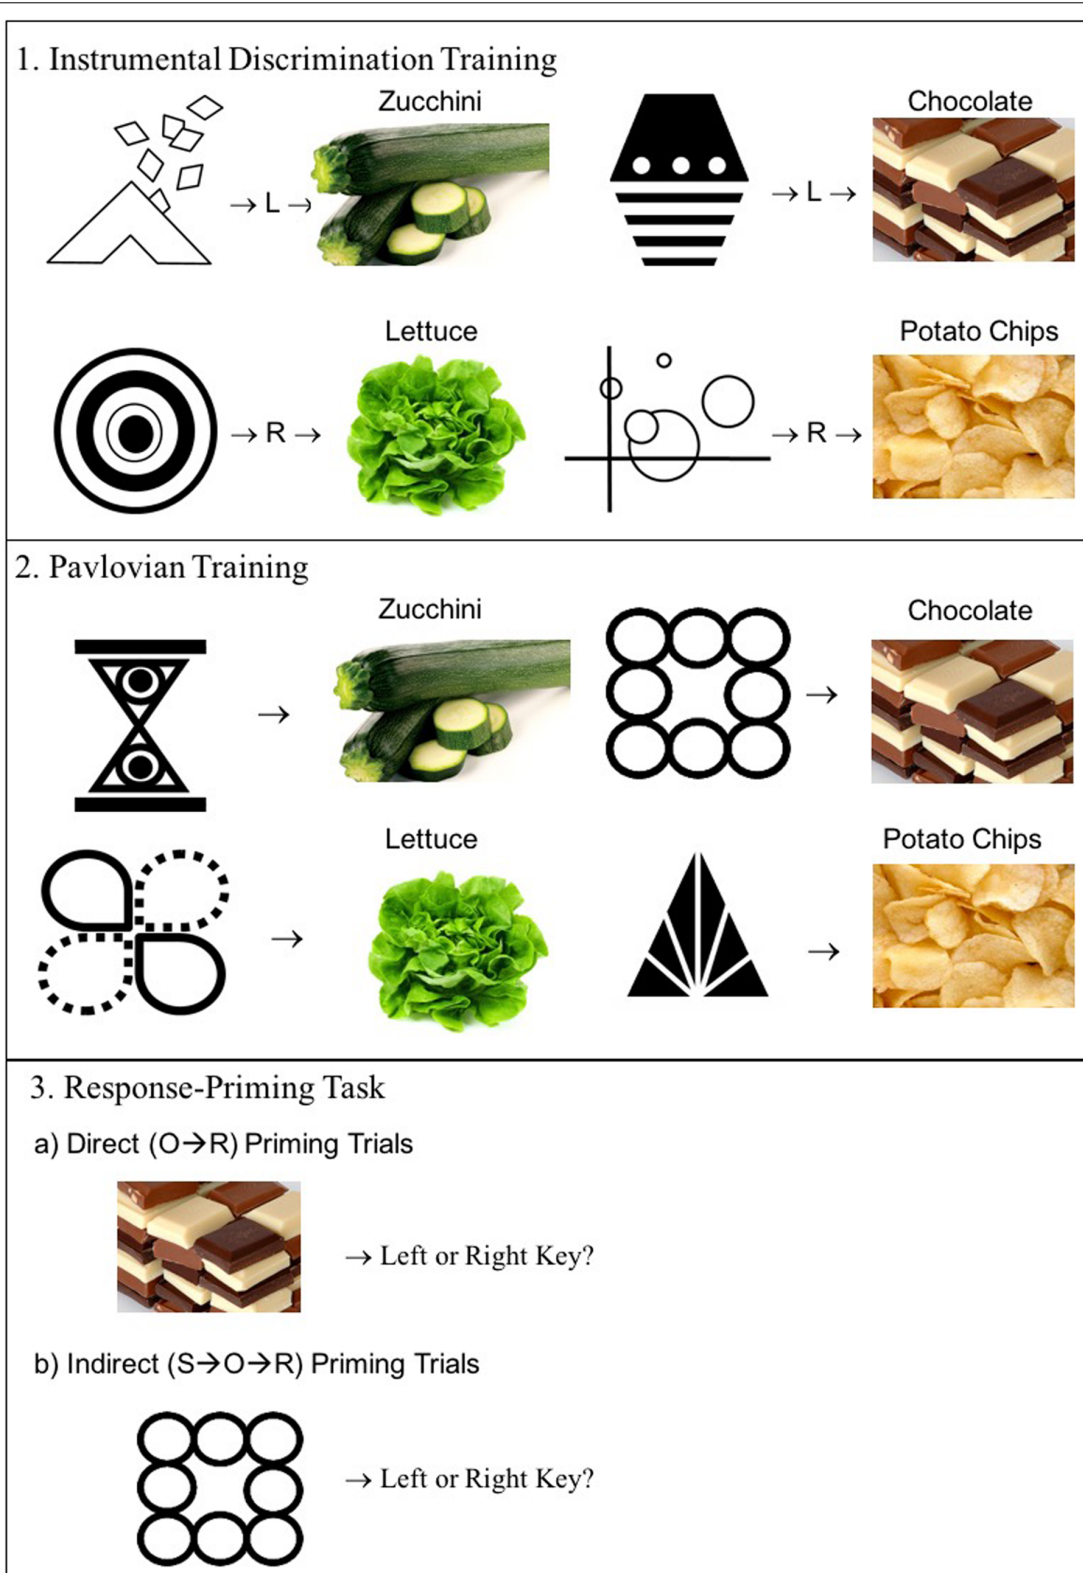 1. Instrumental Discrimination Training
Zucchini
→ L →
Chocolate
→ L →
Lettuce
→ R →
Potato Chips
→ R →
2. Pavlovian Training
Zucchini
→
Chocolate
→
Lettuce
→
Potato Chips
→
3. Response-Priming Task
a) Direct (O→R) Priming Trials
→ Left or Right Key?
b) Indirect (S→O→R) Priming Trials
→ Left or Right Key?